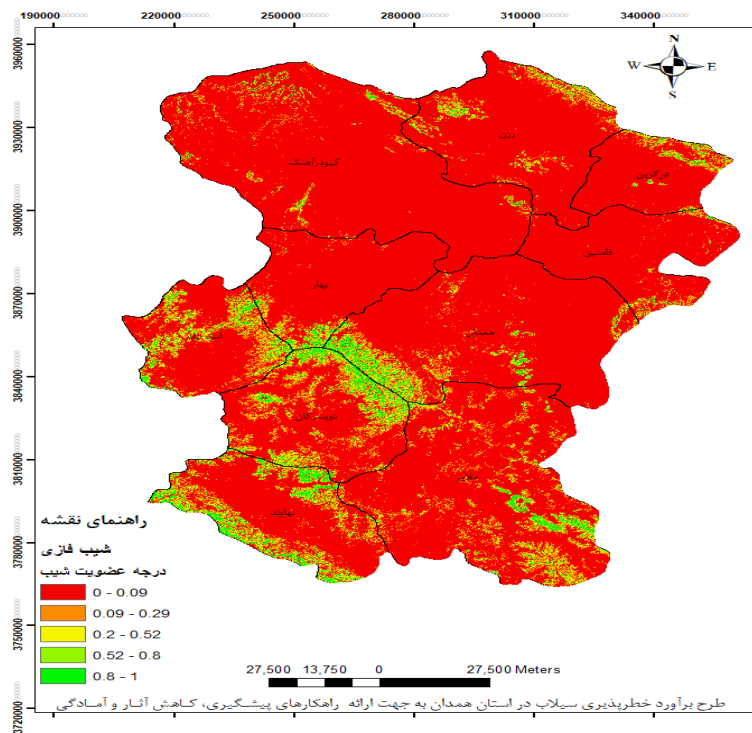 190000 220000 250000 280000 310000 340000
3960000
3930000
3900000
3870000
3840000
3810000
3780000
3750000
3720000
N
W E
S
رزن
کبودرآهنگ
درگزین
فامنین
بهار
همدان
تویسرکان
ملایر
نهاوند
راهنمای نقشه
شیب فازی
درجه عضویت شیب
0 - 0.09
0.09 - 0.29
0.2 - 0.52
0.52 - 0.8
0.8 - 1
27,500 13,750 0 27,500 Meters
طرح برآورد خطرپذیری سیلاب در استان همدان به جهت ارائه راهکارهای پیشگیری، کاهش آثار و آمادگی